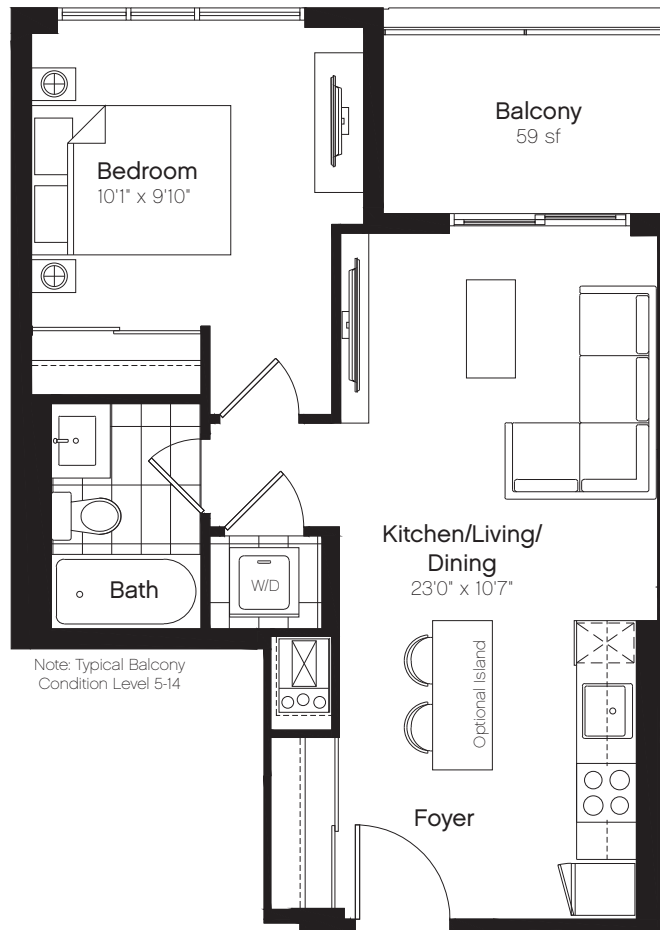 Balcony
59 sf
Bedroom
10'1" x 9'10"
Kitchen/Living/
Dining
23'0" x 10'7"
W/D
Bath
Note: Typical Balcony
Condition Level 5-14
Optional Island
Foyer